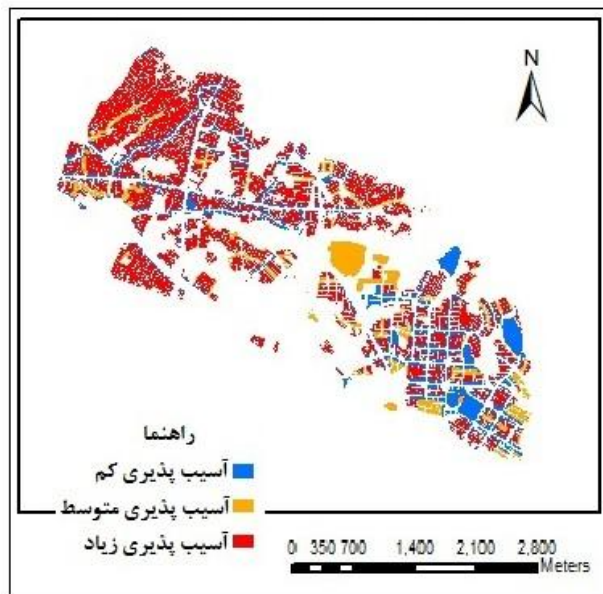 N
راهنما
آسیب پذیری کم
آسیب پذیری متوسط
آسیب پذیری زیاد
0 350 700 1,400 2,100 2,800
Meters